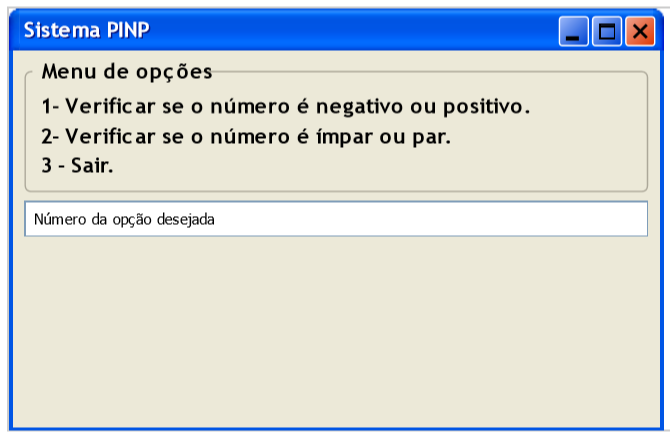 Sistema PINP
Menu de opções
1- Verificar se o número é negativo ou positivo.
2- Verificar se o número é ímpar ou par.
3 - Sair.
Número da opção desejada